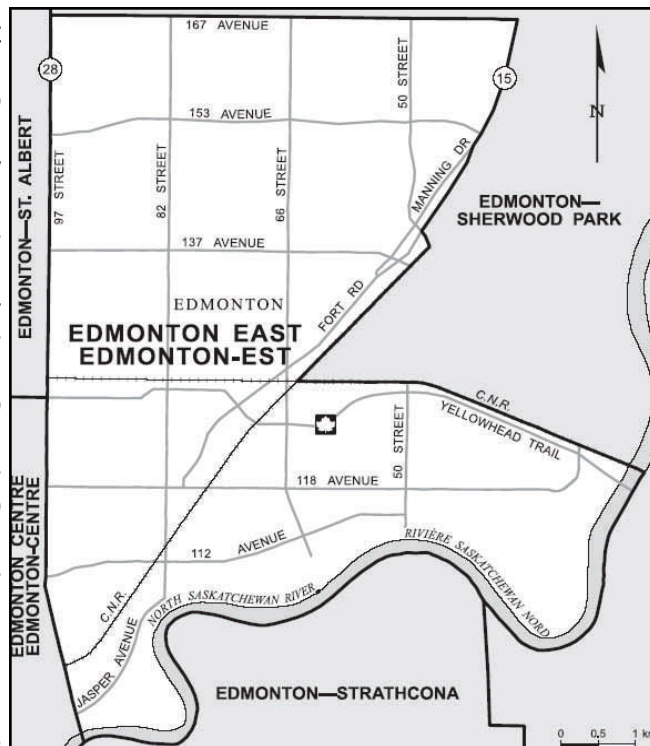 167 AVENUE
28
15
50 STREET
N
153 AVENUE
EDMONTON—ST. ALBERT
97 STREET
82 STREET
66 STREET
MANNING DR
EDMONTON—
SHERWOOD PARK
137 AVENUE
EDMONTON
FORT RD
EDMONTON EAST
EDMONTON-EST
C.N.R.
YELLOWHEAD TRAIL
50 STREET
118 AVENUE
EDMONTON CENTRE
EDMONTON-CENTRE
112 AVENUE
RIVIÈRE SASKATCHEWAN NORD
NORTH SASKATCHEWAN RIVER
C.N.R.
JASPER AVENUE
EDMONTON—STRATHCONA
0 0.5 1 km